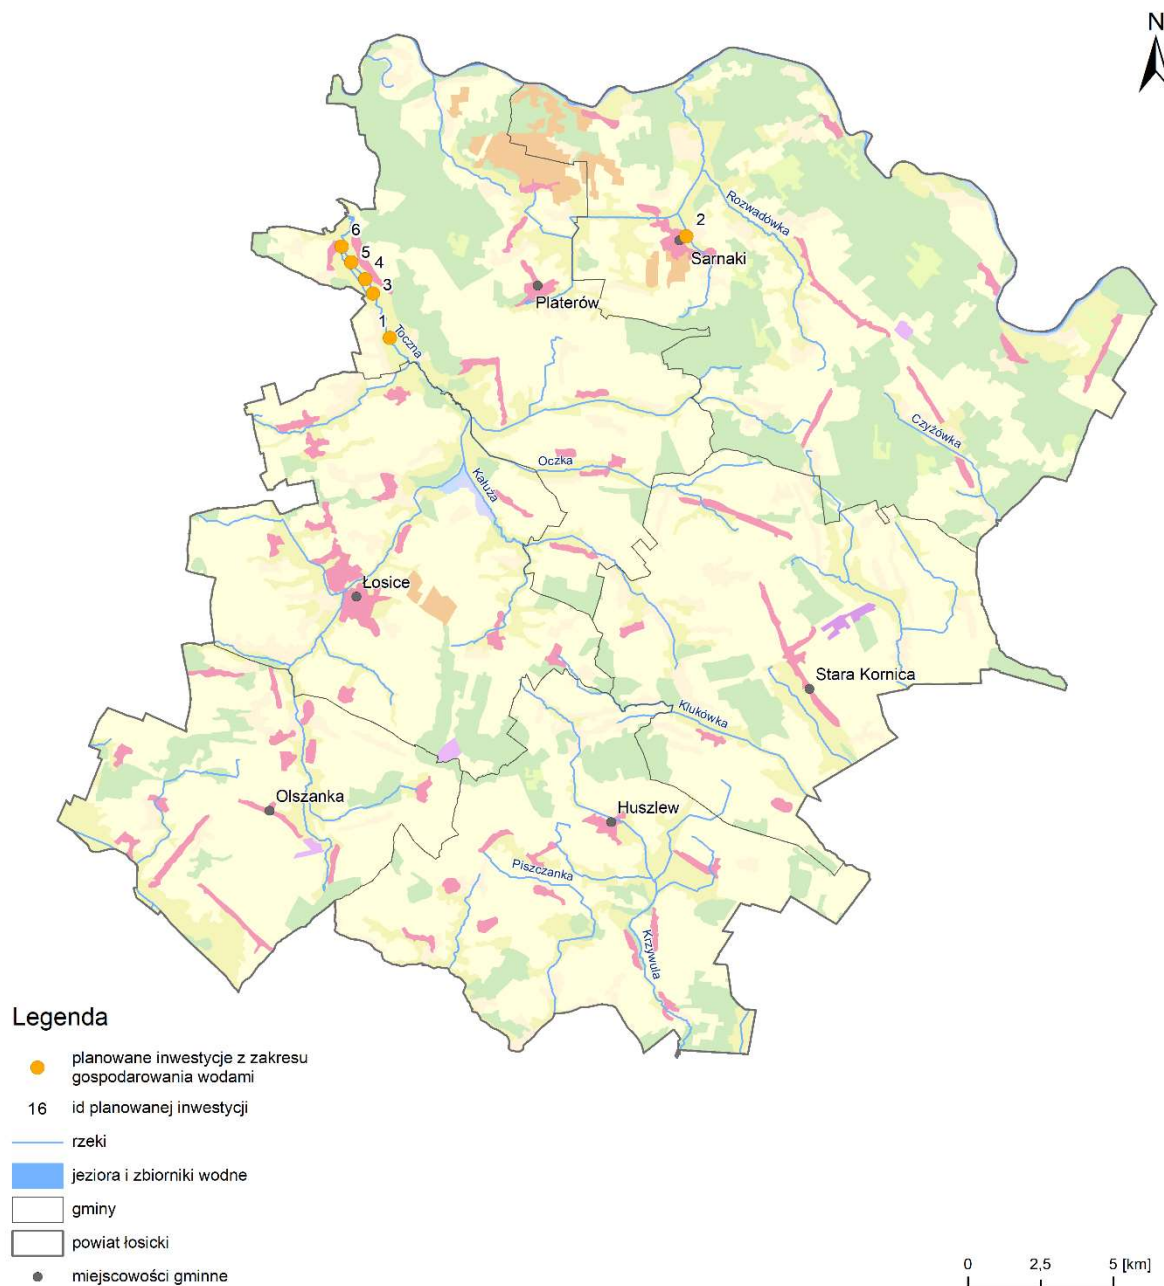 N
6
5
4
3
1
Toczna
2
Sarnaki
Rozwadówka
Platerów
Czyżówka
Oczka
Kałuża
Łosice
Stara Kornica
Klukówka
Olszanka
Huszlew
Piszczanka
Krzywula
Legenda
planowane inwestycje z zakresu
gospodarowania wodami
16 id planowanej inwestycji
rzeki
jeziora i zbiorniki wodne
gminy
powiat łosicki
miejscowości gminne
0 2,5 5 [km]